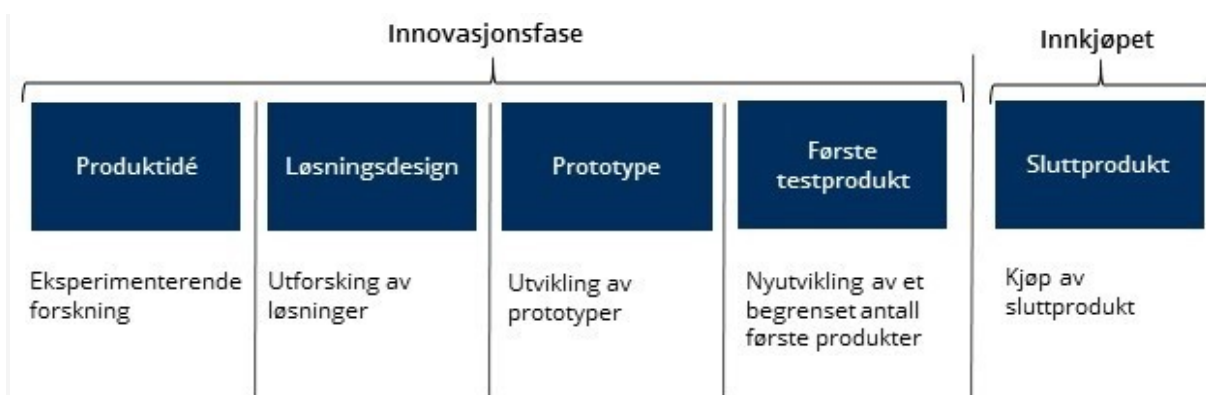 Innovasjonsfase
Innkjøpet
Produktidé
Løsningsdesign
Prototype
Første
testprodukt
Sluttprodukt
Eksperimenterende
forskning
Utforsking av
løsninger
Utvikling av
prototyper
Nyutvikling av et
begrenset antall
første produkter
Kjøp av
sluttprodukt